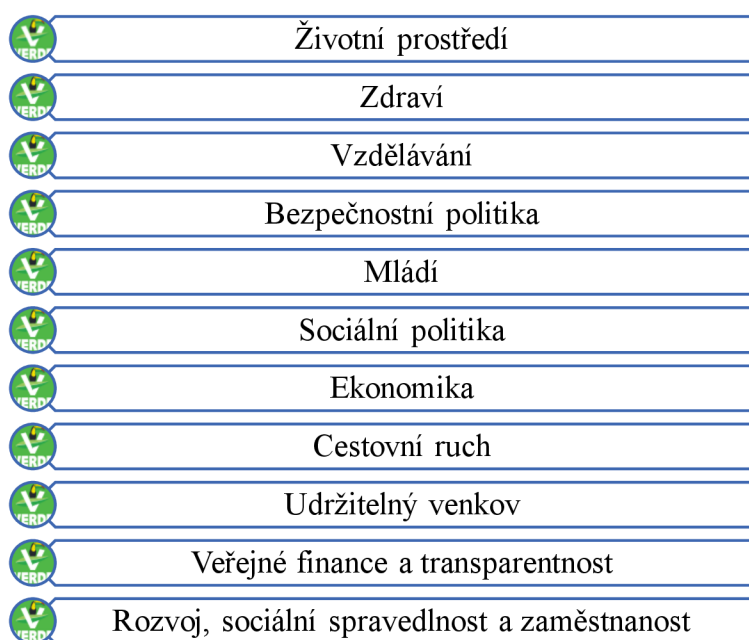 Životní prostředí
Zdraví
Vzdělávání
Bezpečnostní politika
Mládí
Sociální politika
Ekonomika
Cestovní ruch
Udržitelný venkov
Veřejné finance a transparentnost
Rozvoj, sociální spravedlnost a zaměstnanost